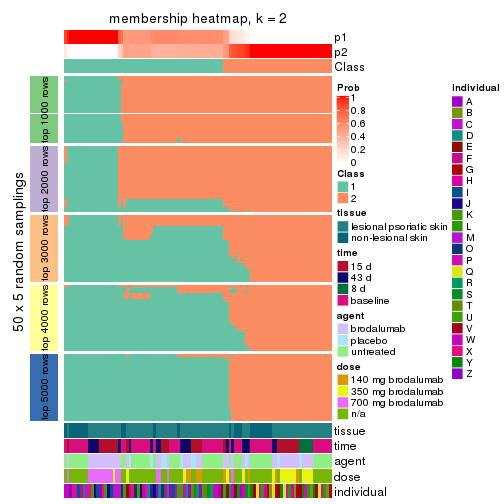 membership heatmap, k = 2
p1
p2
Class
50 x 5 random samplings
top 1000 rows
top 2000 rows
top 3000 rows
top 4000 rows
top 5000 rows
tissue
time
agent
dose
individual
Prob
1
0.8
0.6
0.4
0.2
0
Class
1
2
tissue
lesional psoriatic skin
non-lesional skin
time
15 d
43 d
8 d
baseline
agent
brodalumab
placebo
untreated
dose
140 mg brodalumab
350 mg brodalumab
700 mg brodalumab
n/a
individual
A
B
C
D
E
F
G
H
I
J
K
L
M
O
P
Q
R
S
T
U
V
W
X
Y
Z